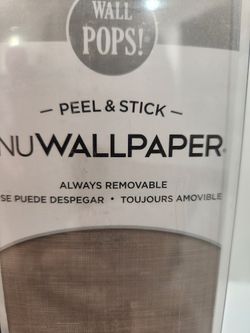 WALL
POPS!
PEEL & STICK
NUWALLPAPER
ALWAYS REMOVABLE
SE PUEDE DESPEGAR • TOUJOURS AMOVIBLE